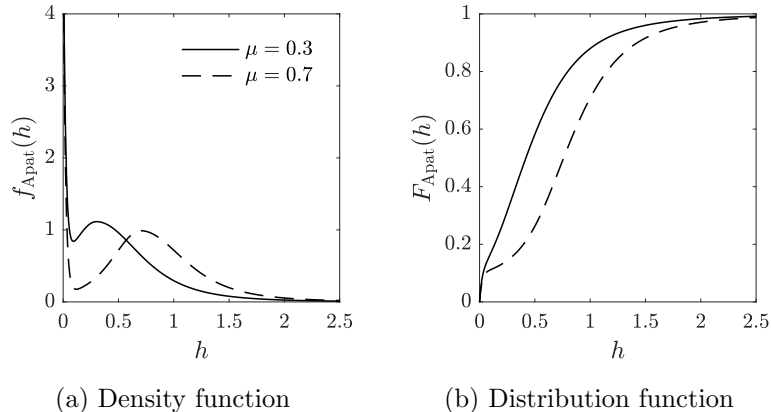 4
3
2
1
0
0 0.5 1 1.5 2 2.5
f_Apat(h)
h
μ = 0.3
μ = 0.7
(a) Density function
1
0.8
0.6
0.4
0.2
0
0 0.5 1 1.5 2 2.5
F_Apat(h)
h
(b) Distribution function